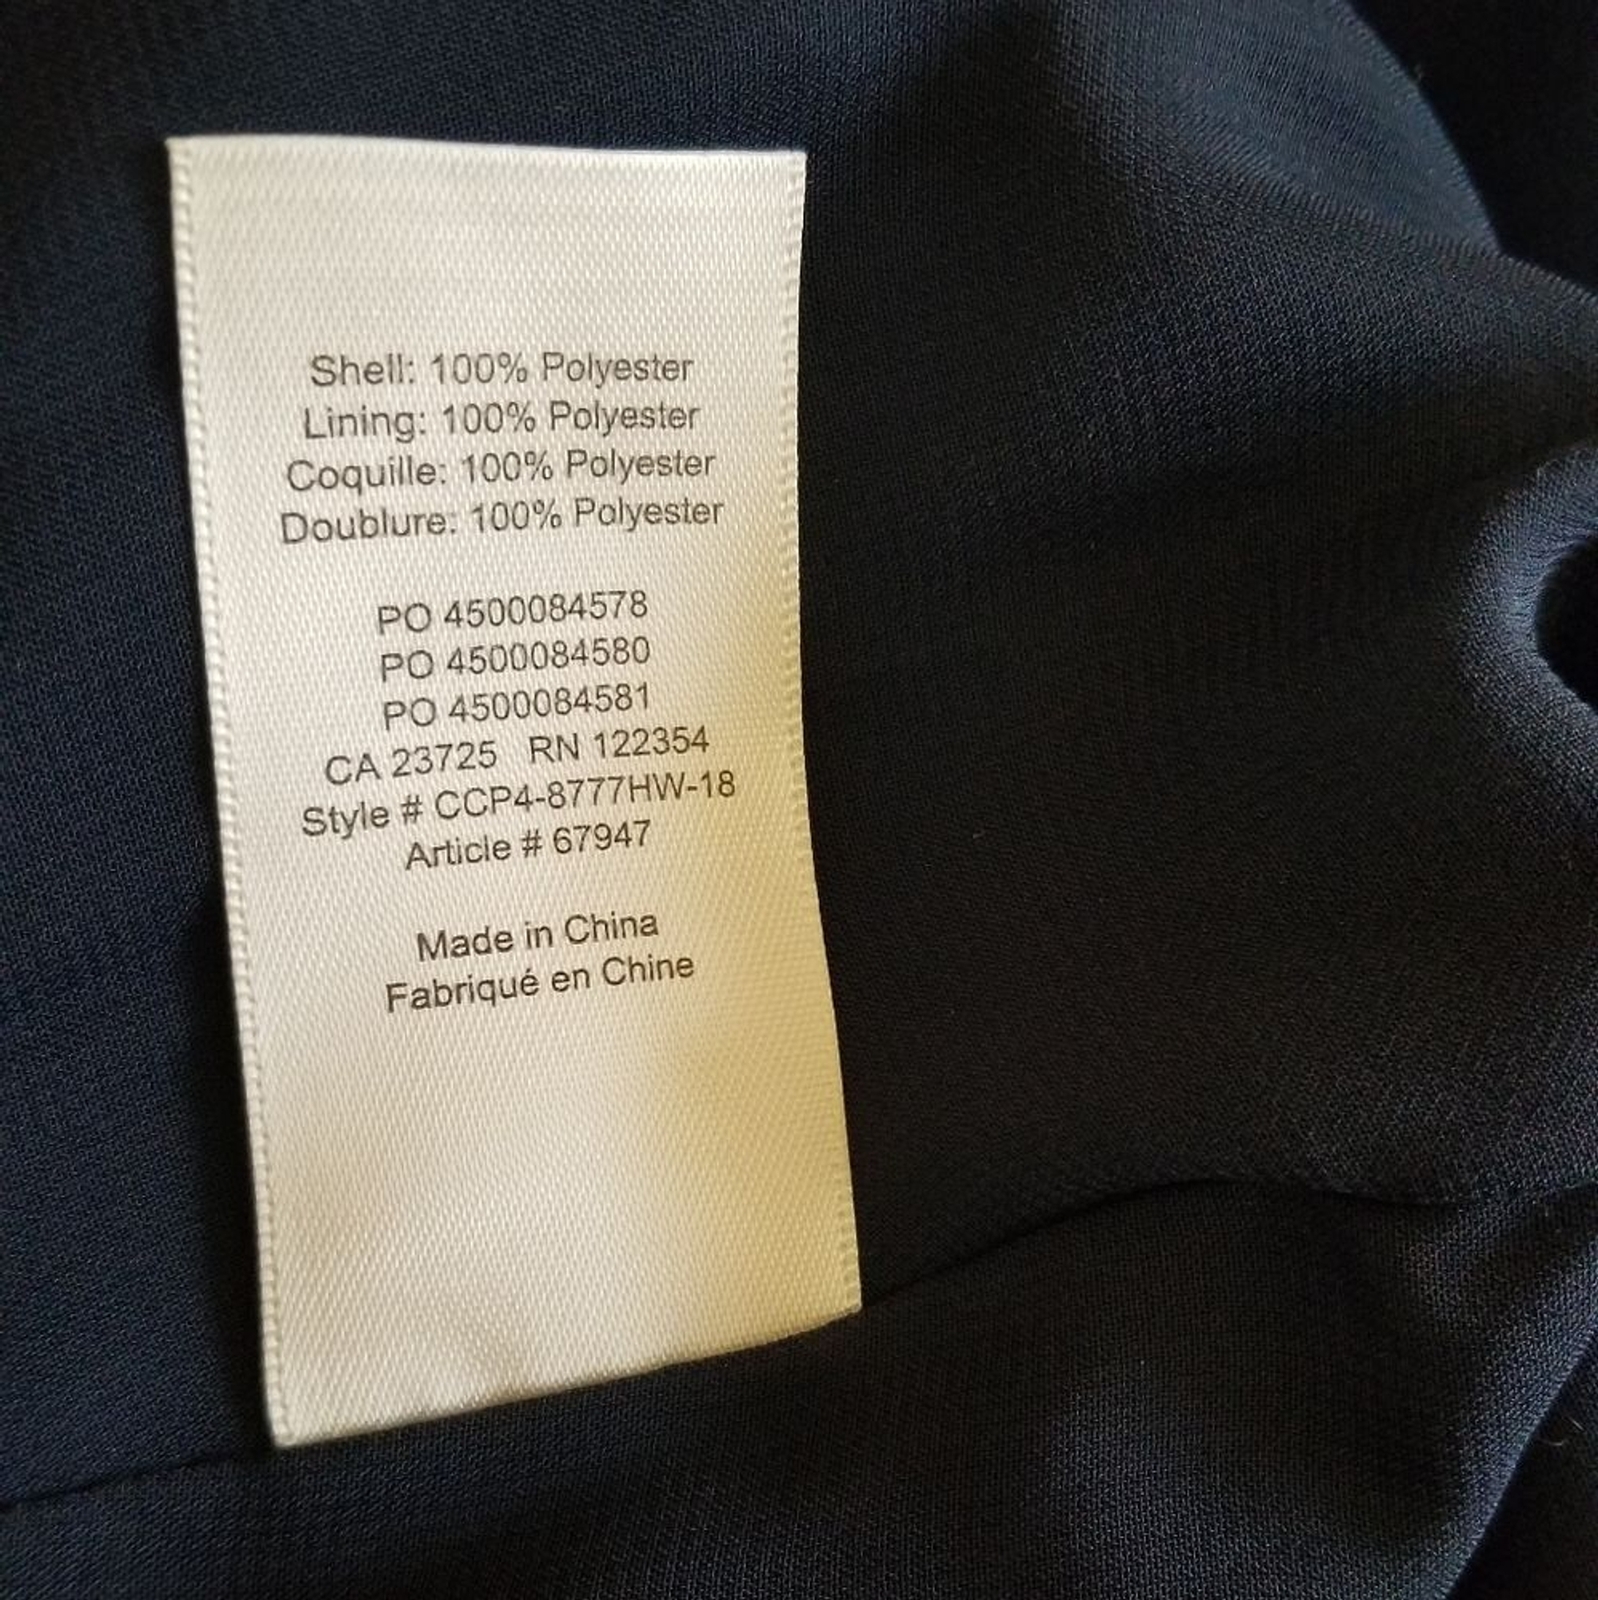 Shell: 100% Polyester
Lining: 100% Polyester
Coquille: 100% Polyester
Doublure: 100% Polyester
PO 4500084578
PO 4500084580
PO 4500084581
CA 23725 RN 122354
Style # CCP4-8777HW-18
Article # 67947
Made in China
Fabriqué en Chine